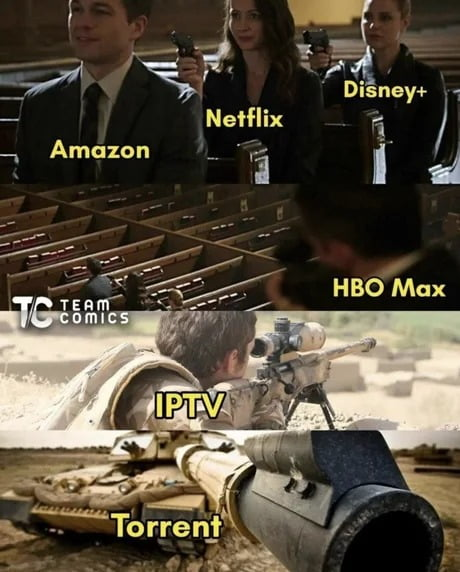 Disney+
Netflix
Amazon
HBO Max
TC TEAM
COMICS
IPTV
Torrent